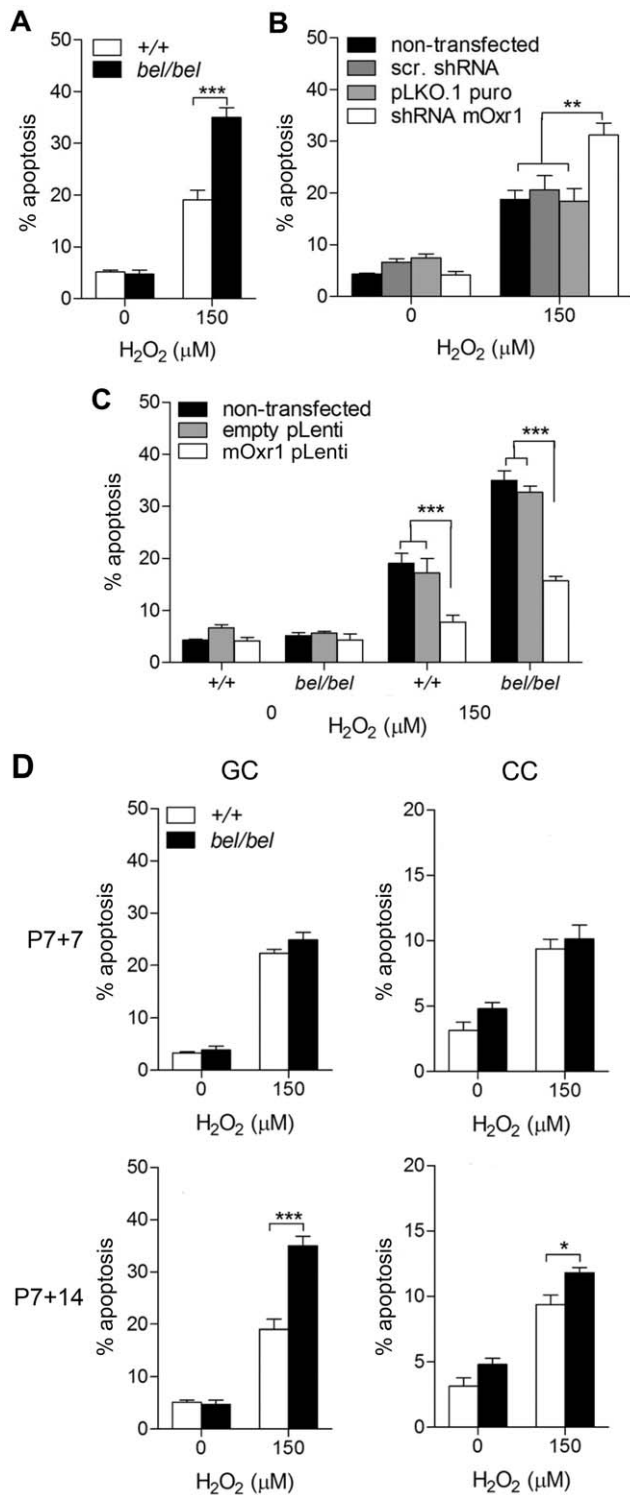 A
+/+
bel/bel
***
50
40
30
20
10
0
% apoptosis
0
150
H₂O₂ (μM)
B
non-transfected
scr. shRNA
pLKO.1 puro
shRNA mOxr1
**
50
40
30
20
10
0
% apoptosis
0
150
H₂O₂ (μM)
C
non-transfected
empty pLenti
mOxr1 pLenti
***
***
50
40
30
20
10
0
% apoptosis
+/+
bel/bel
+/+
bel/bel
0
150
H₂O₂ (μM)
D
GC
CC
P7+7
+/+
bel/bel
50
40
30
20
10
0
% apoptosis
0
150
H₂O₂ (μM)
20
15
10
5
0
% apoptosis
0
150
H₂O₂ (μM)
P7+14
***
50
40
30
20
10
0
% apoptosis
0
150
H₂O₂ (μM)
*
20
15
10
5
0
% apoptosis
0
150
H₂O₂ (μM)